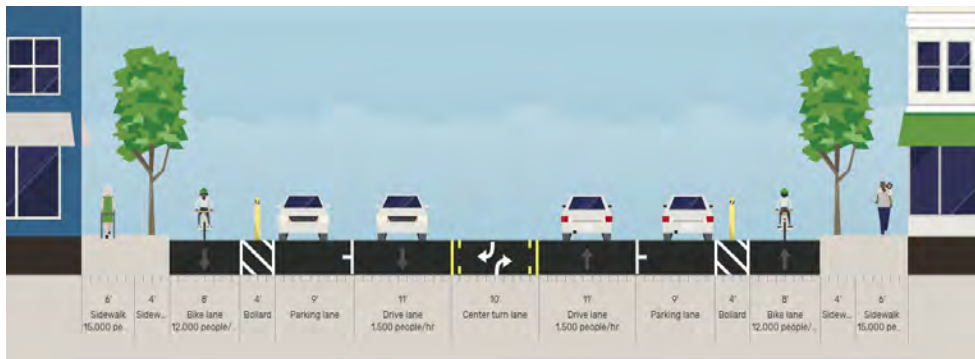 6' 4' 8' 4' 9' 11' 10' 11' 9' 4' 8' 4' 6'
Sidewalk Sidew... Bike lane Bollard Parking lane Drive lane Center turn lane Drive lane Parking lane Bollard Bike lane Sidew... Sidewalk
15,000 pe... 12,000 people/... 1,500 people/hr 1,500 people/hr 12,000 people/... 15,000 pe...